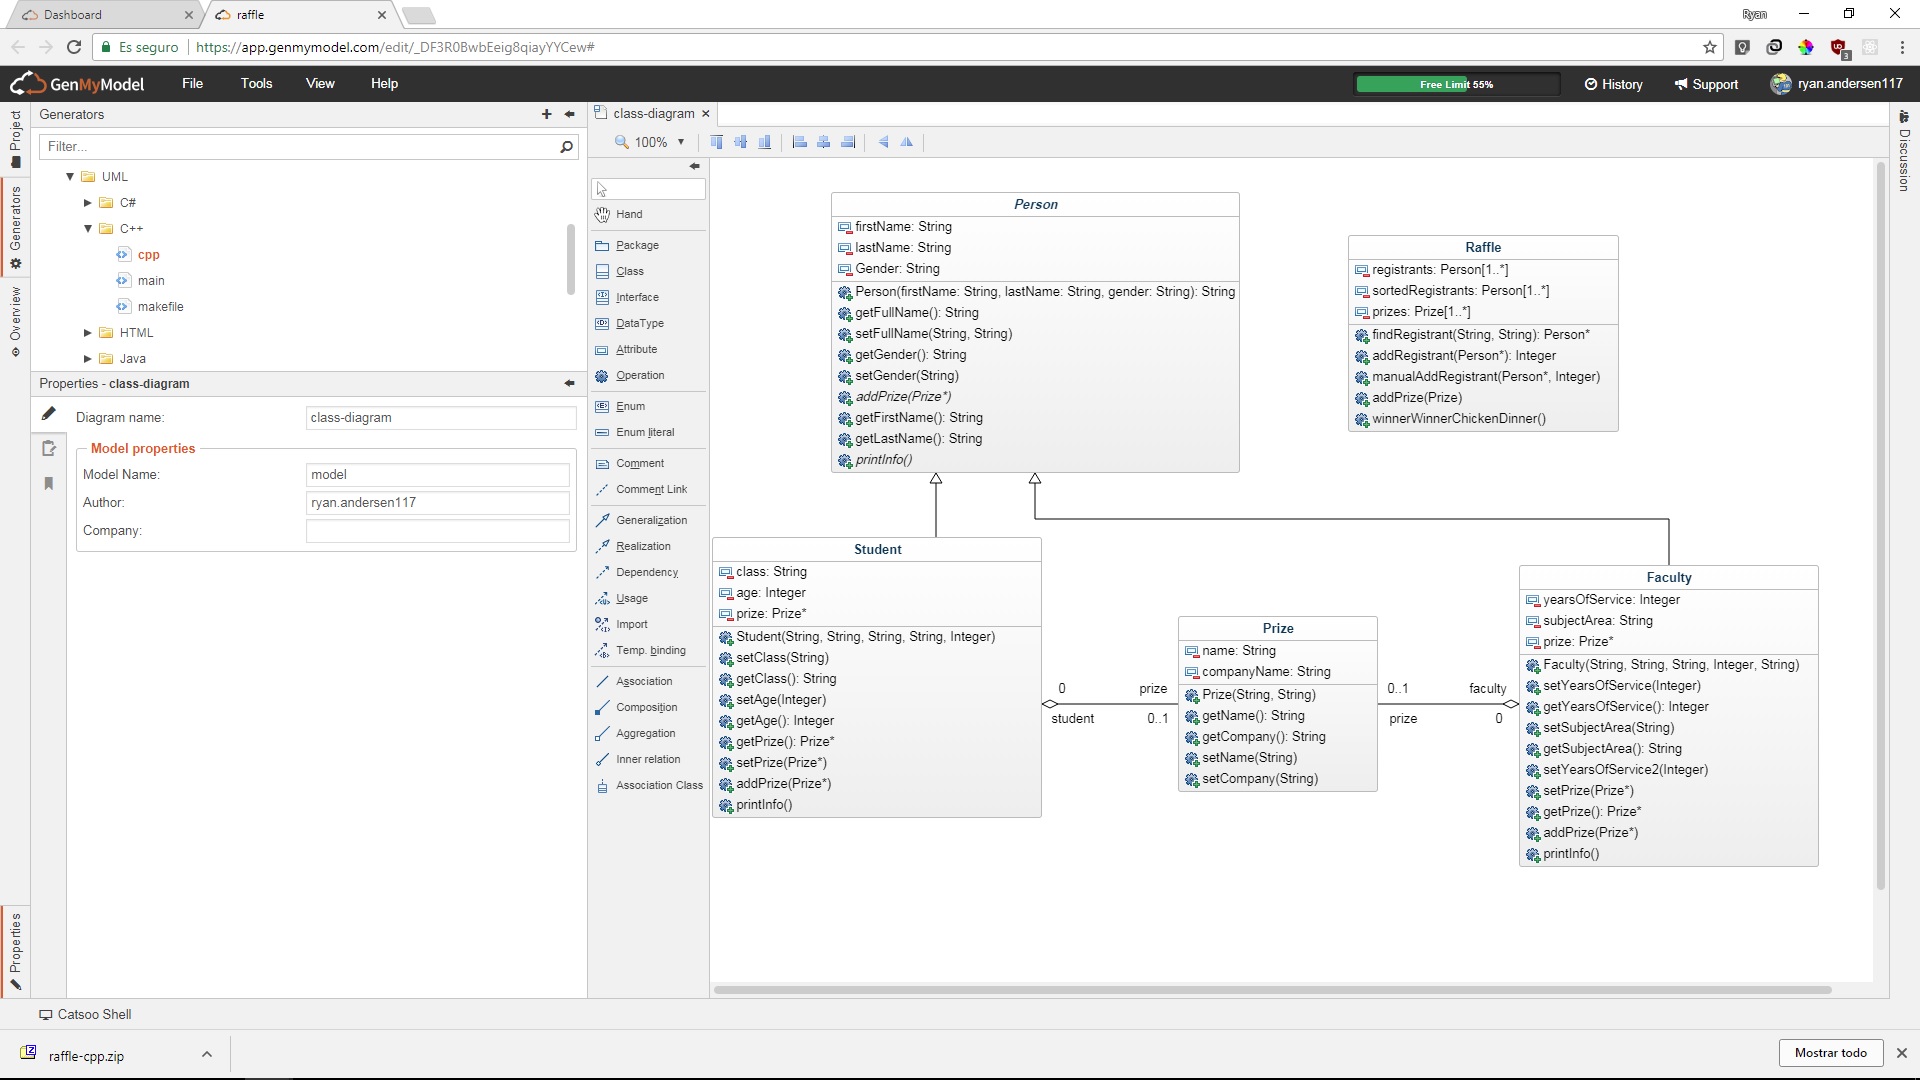 Dashboard
raffle
Ryan
Es seguro
https://app.genmymodel.com/edit/_DF3R0BwbEeig8qiayYYCew#
GenMyModel
File
Tools
View
Help
Free Limit 55%
History
Support
ryan.andersen117
Project
Generators
Overview
Properties
Discussion
Generators
Filter...
UML
C#
C++
cpp
main
makefile
HTML
Java
Properties - class-diagram
Diagram name:
class-diagram
Model properties
Model Name:
model
Author:
ryan.andersen117
Company:
class-diagram
100%
Hand
Package
Class
Interface
DataType
Attribute
Operation
Enum
Enum literal
Comment
Comment Link
Generalization
Realization
Dependency
Usage
Import
Temp. binding
Association
Composition
Aggregation
Inner relation
Association Class
Person
firstName: String
lastName: String
Gender: String
Person(firstName: String, lastName: String, gender: String): String
getFullName(): String
setFullName(String, String)
getGender(): String
setGender(String)
addPrize(Prize*)
getFirstName(): String
getLastName(): String
printInfo()
Raffle
registrants: Person[1..*]
sortedRegistrants: Person[1..*]
prizes: Prize[1..*]
findRegistrant(String, String): Person*
addRegistrant(Person*): Integer
manualAddRegistrant(Person*, Integer)
addPrize(Prize)
winnerWinnerChickenDinner()
Student
class: String
age: Integer
prize: Prize*
Student(String, String, String, String, Integer)
setClass(String)
getClass(): String
setAge(Integer)
getAge(): Integer
getPrize(): Prize*
setPrize(Prize*)
addPrize(Prize*)
printInfo()
0
prize
student
0..1
Prize
name: String
companyName: String
Prize(String, String)
getName(): String
getCompany(): String
setName(String)
setCompany(String)
0..1
faculty
prize
0
Faculty
yearsOfService: Integer
subjectArea: String
prize: Prize*
Faculty(String, String, String, Integer, String)
setYearsOfService(Integer)
getYearsOfService(): Integer
setSubjectArea(String)
getSubjectArea(): String
setYearsOfService2(Integer)
setPrize(Prize*)
getPrize(): Prize*
addPrize(Prize*)
printInfo()
Catsoo Shell
raffle-cpp.zip
Mostrar todo